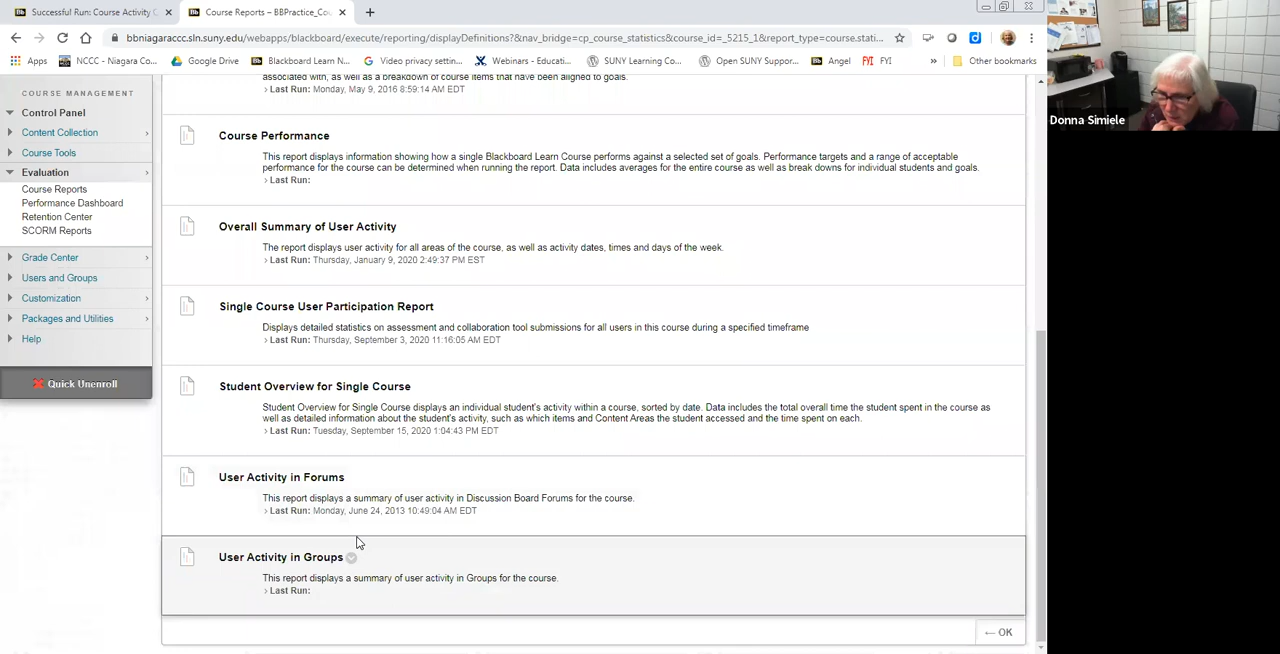 Successful Run: Course Activity C
Course Reports – BBPractice_Cou
bbniagaraccc.sln.suny.edu/webapps/blackboard/execute/reporting/displayDefinitions?&nav_bridge=cp_course_statistics&course_id=_5215_1&report_type=course.stati...
Apps
NCCC - Niagara Co...
Google Drive
Blackboard Learn N...
Video privacy settin...
Webinars - Educati...
SUNY Learning Co...
Open SUNY Suppor...
Bb
Angel
FYI
FYI
»
Other bookmarks
COURSE MANAGEMENT
Control Panel
Content Collection
Course Tools
Evaluation
Course Reports
Performance Dashboard
Retention Center
SCORM Reports
Grade Center
Users and Groups
Customization
Packages and Utilities
Help
Quick Unenroll
associated with, as well as a breakdown of course items that have been aligned to goals.
› Last Run: Monday, May 9, 2016 8:59:14 AM EDT
Course Performance
This report displays information showing how a single Blackboard Learn Course performs against a selected set of goals. Performance targets and a range of acceptable
performance for the course can be determined when running the report. Data includes averages for the entire course as well as break downs for individual students and goals.
› Last Run:
Overall Summary of User Activity
The report displays user activity for all areas of the course, as well as activity dates, times and days of the week.
› Last Run: Thursday, January 9, 2020 2:49:37 PM EST
Single Course User Participation Report
Displays detailed statistics on assessment and collaboration tool submissions for all users in this course during a specified timeframe
› Last Run: Thursday, September 3, 2020 11:16:05 AM EDT
Student Overview for Single Course
Student Overview for Single Course displays an individual student's activity within a course, sorted by date. Data includes the total overall time the student spent in the course as
well as detailed information about the student's activity, such as which items and Content Areas the student accessed and the time spent on each.
› Last Run: Tuesday, September 15, 2020 1:04:43 PM EDT
User Activity in Forums
This report displays a summary of user activity in Discussion Board Forums for the course.
› Last Run: Monday, June 24, 2013 10:49:04 AM EDT
User Activity in Groups
This report displays a summary of user activity in Groups for the course.
› Last Run:
← OK
Donna Simiele